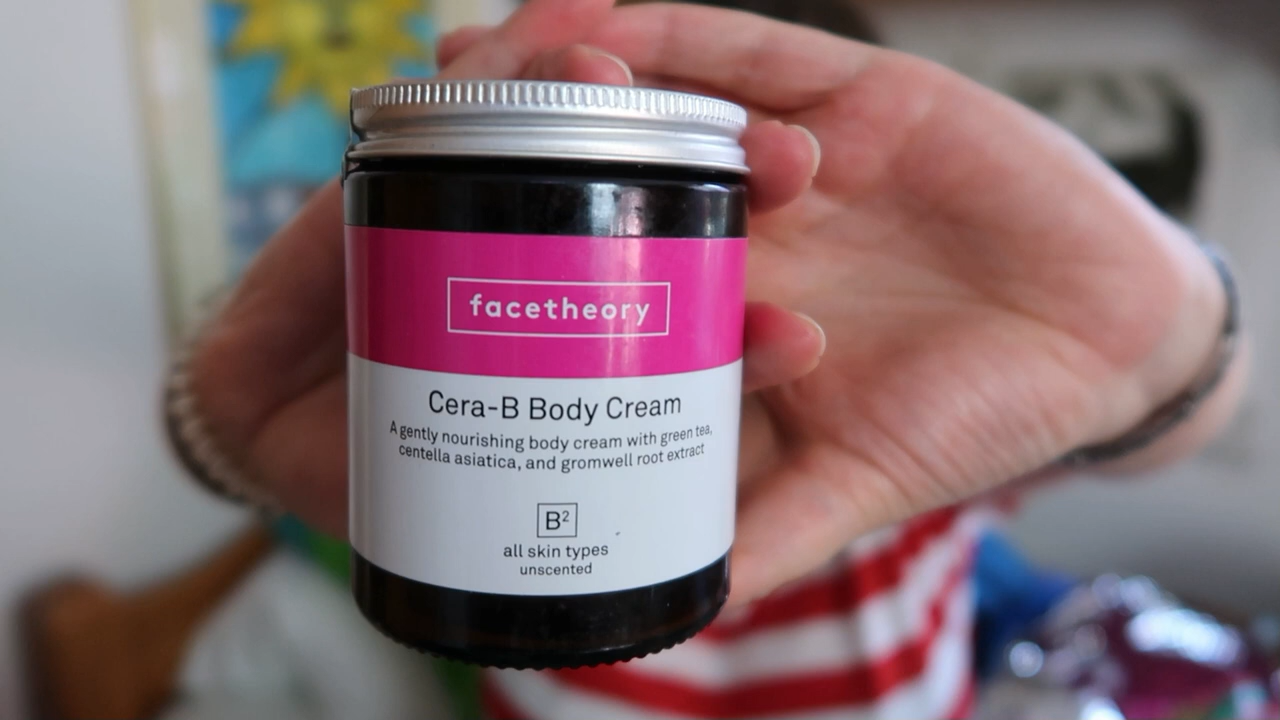 facetheory
Cera-B Body Cream
A gently nourishing body cream with green tea,
centella asiatica, and gromwell root extract
B²
all skin types
unscented